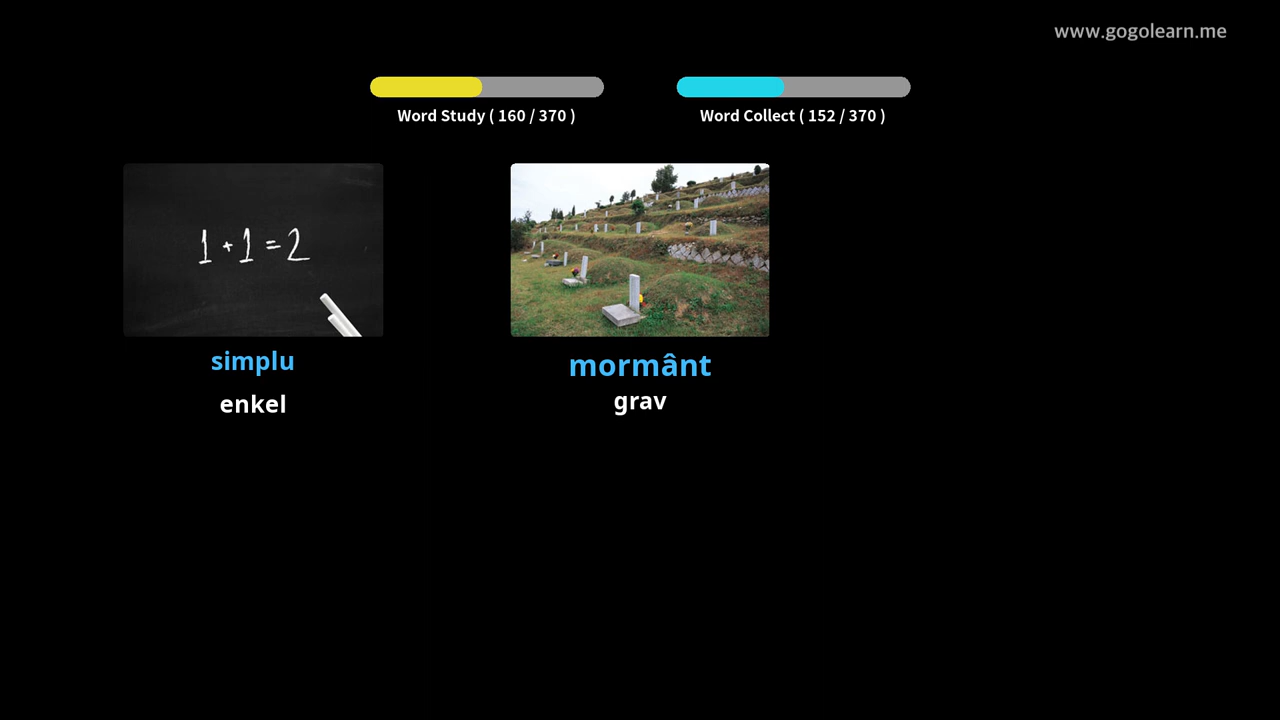 www.gogolearn.me
Word Study ( 160 / 370 )
Word Collect ( 152 / 370 )
1 + 1 = 2
simplu
enkel
mormânt
grav